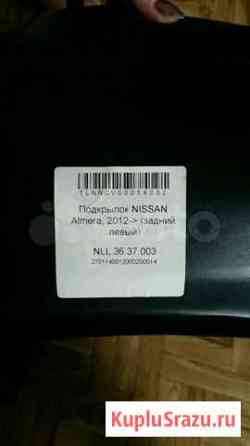 Подкрылок NISSAN
Almera, 2012-> (задний
левый)
NLL.36.37.003
KupluSrazu.ru